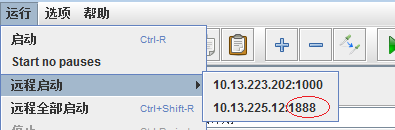 运行 选项 帮助
启动 Ctrl-R
Start no pauses
远程启动
10.13.223.202:1000
远程全部启动 Ctrl+Shift-R
10.13.225.12:1888